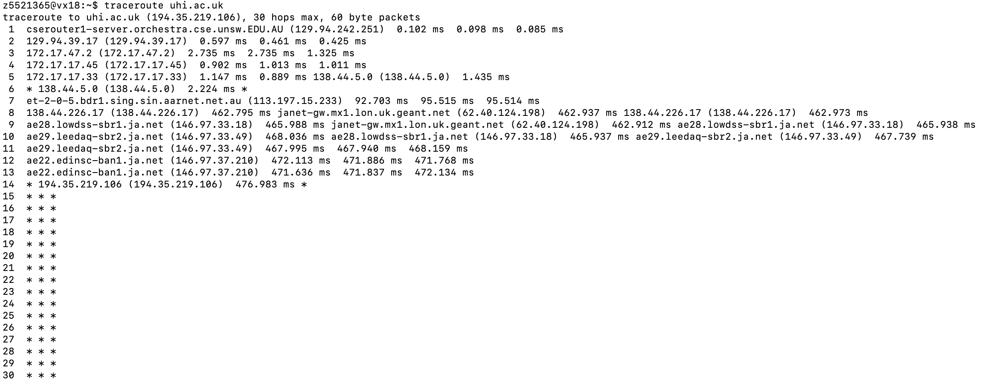 z5521365@vx18:~$ traceroute uhi.ac.uk
traceroute to uhi.ac.uk (194.35.219.106), 30 hops max, 60 byte packets
 1  cserouter1-server.orchestra.cse.unsw.EDU.AU (129.94.242.251)  0.102 ms  0.098 ms  0.085 ms
 2  129.94.39.17 (129.94.39.17)  0.597 ms  0.461 ms  0.425 ms
 3  172.17.47.2 (172.17.47.2)  2.735 ms  2.735 ms  1.325 ms
 4  172.17.17.45 (172.17.17.45)  0.902 ms  1.013 ms  1.011 ms
 5  172.17.17.33 (172.17.17.33)  1.147 ms  0.889 ms 138.44.5.0 (138.44.5.0)  1.435 ms
 6  * 138.44.5.0 (138.44.5.0)  2.224 ms *
 7  et-2-0-5.bdr1.sing.sin.aarnet.net.au (113.197.15.233)  92.703 ms  95.515 ms  95.514 ms
 8  138.44.226.17 (138.44.226.17)  462.795 ms janet-gw.mx1.lon.uk.geant.net (62.40.124.198)  462.937 ms 138.44.226.17 (138.44.226.17)  462.973 ms
 9  ae28.lowdss-sbr1.ja.net (146.97.33.18)  465.988 ms janet-gw.mx1.lon.uk.geant.net (62.40.124.198)  462.912 ms ae28.lowdss-sbr1.ja.net (146.97.33.18)  465.938 ms
10  ae29.leedaq-sbr2.ja.net (146.97.33.49)  468.036 ms ae28.lowdss-sbr1.ja.net (146.97.33.18)  465.937 ms ae29.leedaq-sbr2.ja.net (146.97.33.49)  467.739 ms
11  ae29.leedaq-sbr2.ja.net (146.97.33.49)  467.995 ms  467.940 ms  468.159 ms
12  ae22.edinsc-ban1.ja.net (146.97.37.210)  472.113 ms  471.886 ms  471.768 ms
13  ae22.edinsc-ban1.ja.net (146.97.37.210)  471.636 ms  471.837 ms  472.134 ms
14  * 194.35.219.106 (194.35.219.106)  476.983 ms *
15  * * *
16  * * *
17  * * *
18  * * *
19  * * *
20  * * *
21  * * *
22  * * *
23  * * *
24  * * *
25  * * *
26  * * *
27  * * *
28  * * *
29  * * *
30  * * *